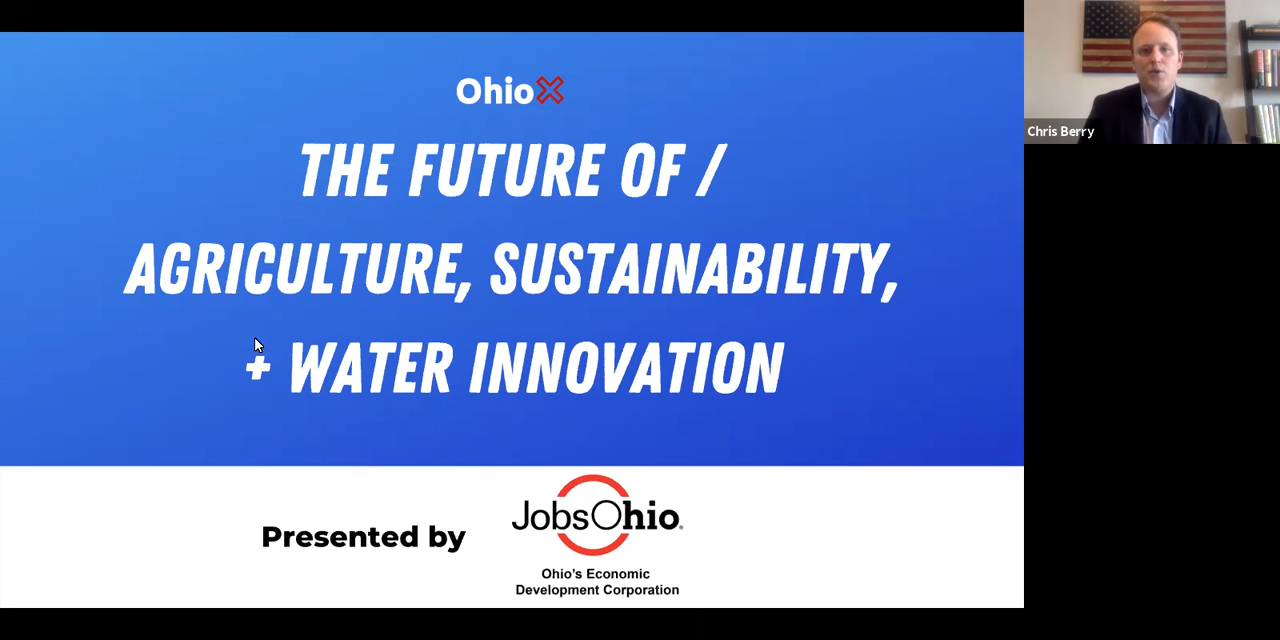 OhioX
THE FUTURE OF /
AGRICULTURE, SUSTAINABILITY,
+ WATER INNOVATION
Presented by
JobsOhio®
Ohio's Economic
Development Corporation
Chris Berry